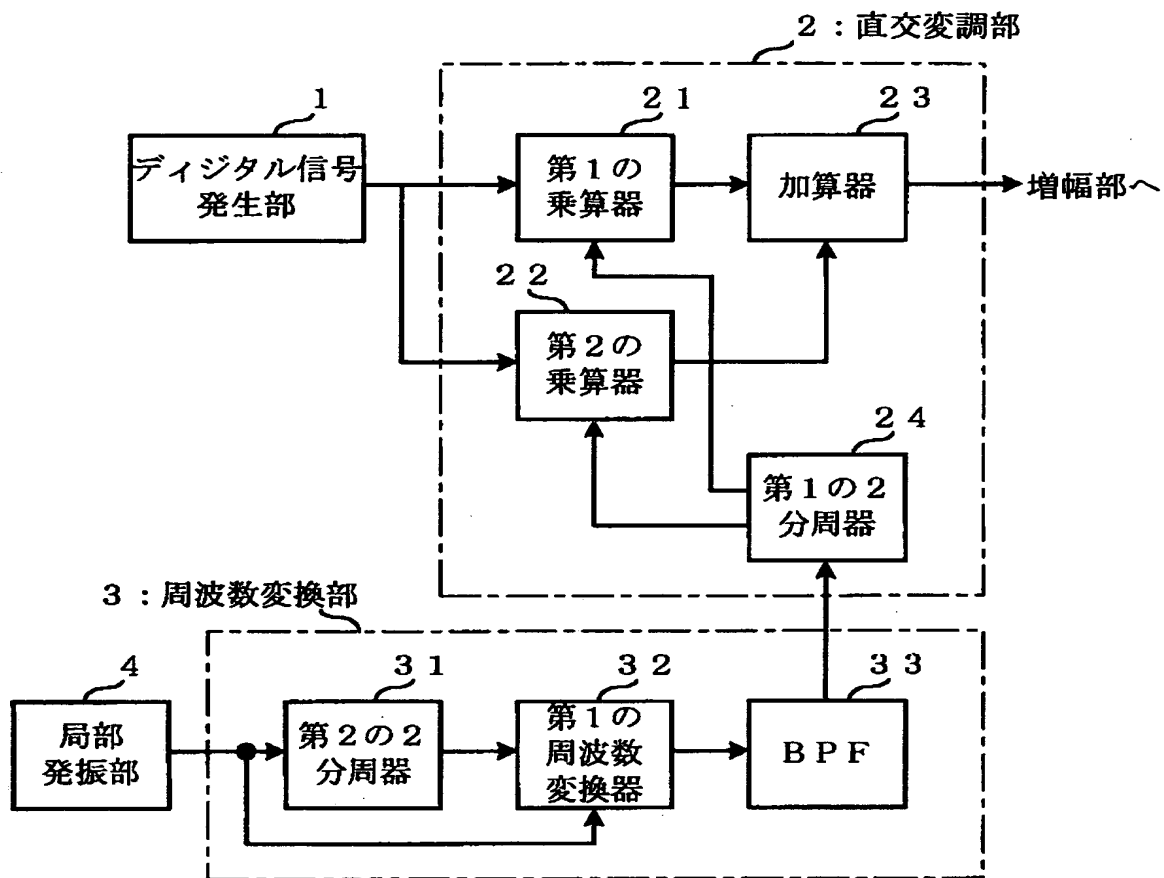 2:直交変調部
1
21
23
ディジタル信号
発生部
第1の
乗算器
加算器
増幅部へ
22
第2の
乗算器
24
第1の2
分周器
3:周波数変換部
4
31
32
33
局部
発振部
第2の2
分周器
第1の
周波数
変換器
BPF